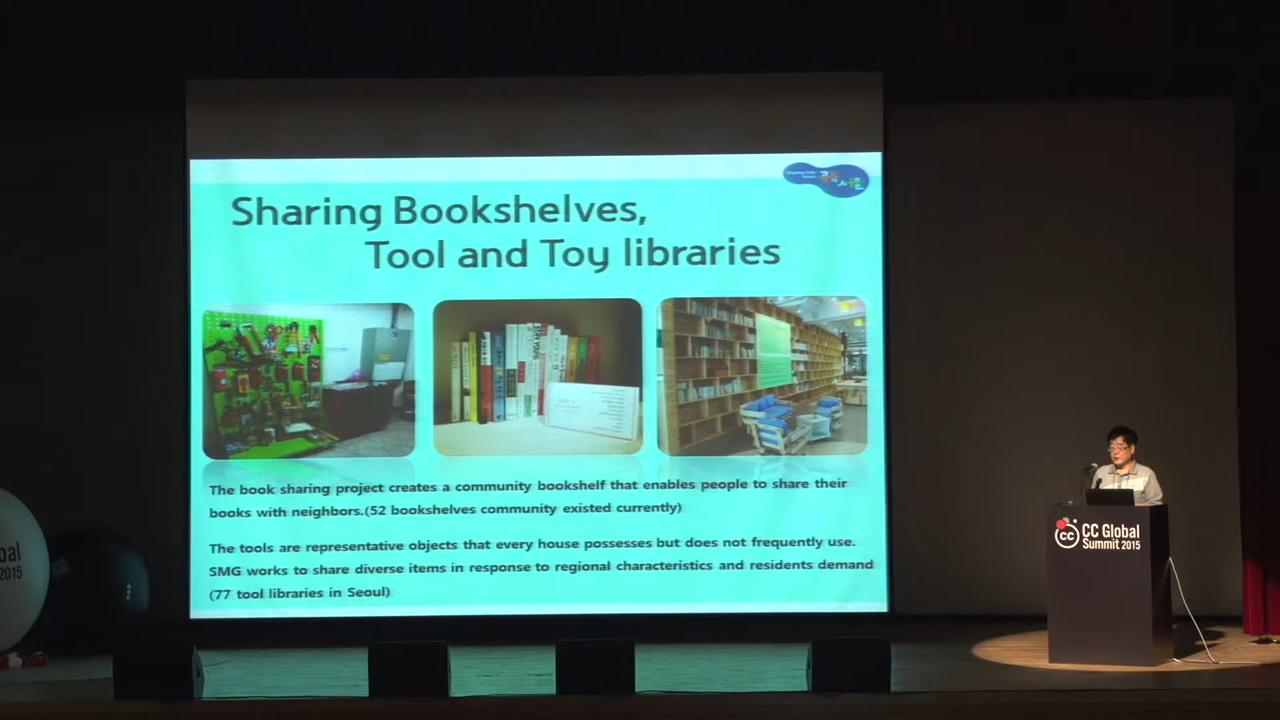 Sharing Bookshelves,
Tool and Toy libraries
The book sharing project creates a community bookshelf that enables people to share their
books with neighbors.(52 bookshelves community existed currently)
The tools are representative objects that every house possesses but does not frequently use.
SMG works to share diverse items in response to regional characteristics and residents demand
(77 tool libraries in Seoul)
cc
CC Global
Summit 2015
bal
2015